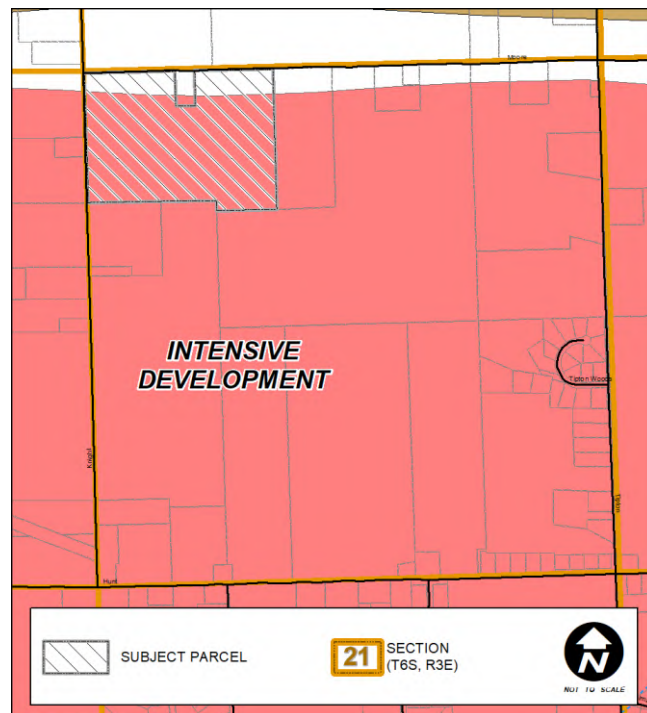 Moore
INTENSIVE
DEVELOPMENT
Tipton Woods
Knight
Tipton
Hunt
SUBJECT PARCEL
21
SECTION
(T6S, R3E)
N
NOT TO SCALE